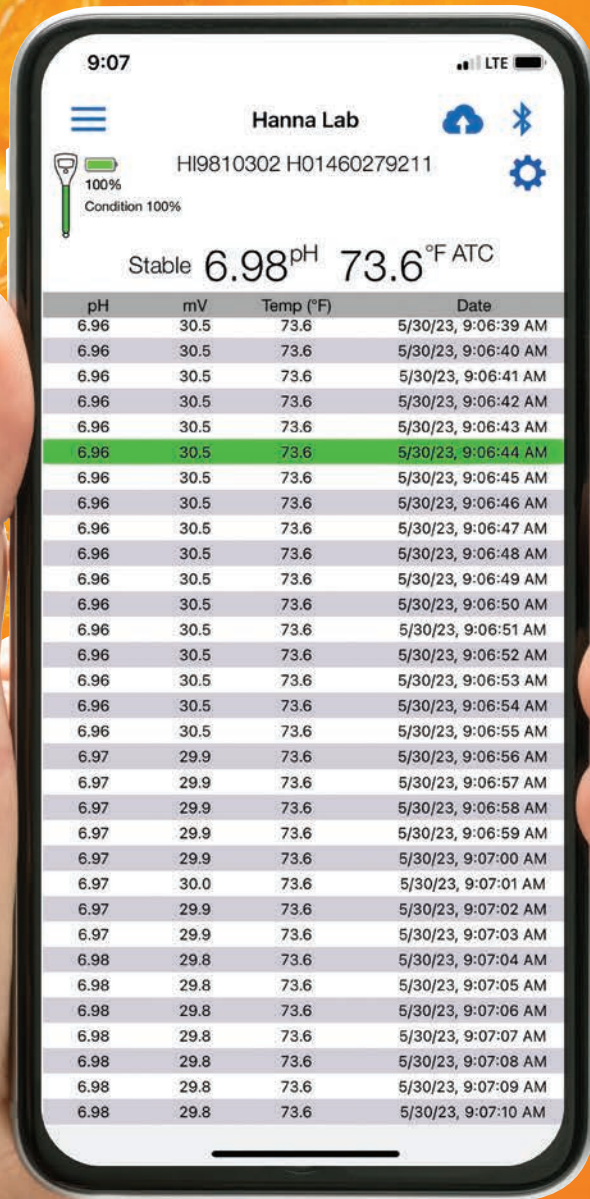 9:07 LTE
Hanna Lab
HI9810302 H01460279211
100%
Condition 100%
Stable 6.98 pH 73.6 °F ATC
pH mV Temp (°F) Date
6.96 30.5 73.6 5/30/23, 9:06:39 AM
6.96 30.5 73.6 5/30/23, 9:06:40 AM
6.96 30.5 73.6 5/30/23, 9:06:41 AM
6.96 30.5 73.6 5/30/23, 9:06:42 AM
6.96 30.5 73.6 5/30/23, 9:06:43 AM
6.96 30.5 73.6 5/30/23, 9:06:44 AM
6.96 30.5 73.6 5/30/23, 9:06:45 AM
6.96 30.5 73.6 5/30/23, 9:06:46 AM
6.96 30.5 73.6 5/30/23, 9:06:47 AM
6.96 30.5 73.6 5/30/23, 9:06:48 AM
6.96 30.5 73.6 5/30/23, 9:06:49 AM
6.96 30.5 73.6 5/30/23, 9:06:50 AM
6.96 30.5 73.6 5/30/23, 9:06:51 AM
6.96 30.5 73.6 5/30/23, 9:06:52 AM
6.96 30.5 73.6 5/30/23, 9:06:53 AM
6.96 30.5 73.6 5/30/23, 9:06:54 AM
6.96 30.5 73.6 5/30/23, 9:06:55 AM
6.97 29.9 73.6 5/30/23, 9:06:56 AM
6.97 29.9 73.6 5/30/23, 9:06:57 AM
6.97 29.9 73.6 5/30/23, 9:06:58 AM
6.97 29.9 73.6 5/30/23, 9:06:59 AM
6.97 29.9 73.6 5/30/23, 9:07:00 AM
6.97 30.0 73.6 5/30/23, 9:07:01 AM
6.97 29.9 73.6 5/30/23, 9:07:02 AM
6.97 29.9 73.6 5/30/23, 9:07:03 AM
6.98 29.8 73.6 5/30/23, 9:07:04 AM
6.98 29.8 73.6 5/30/23, 9:07:05 AM
6.98 29.8 73.6 5/30/23, 9:07:06 AM
6.98 29.8 73.6 5/30/23, 9:07:07 AM
6.98 29.8 73.6 5/30/23, 9:07:08 AM
6.98 29.8 73.6 5/30/23, 9:07:09 AM
6.98 29.8 73.6 5/30/23, 9:07:10 AM